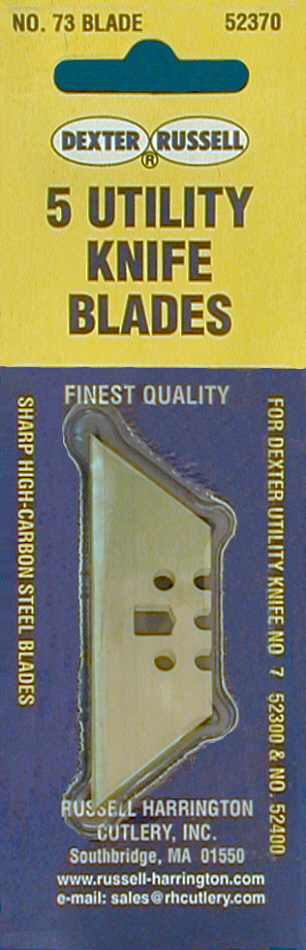 NO. 73 BLADE 52370
DEXTER RUSSELL
®
5 UTILITY
KNIFE
BLADES
FINEST QUALITY
SHARP HIGH-CARBON STEEL BLADES
FOR DEXTER UTILITY KNIFE NO 7 52300 & NO. 52400
RUSSELL HARRINGTON
CUTLERY, INC.
Southbridge, MA 01550
www.russell-harrington.com
e-mail: sales@rhcutlery.com